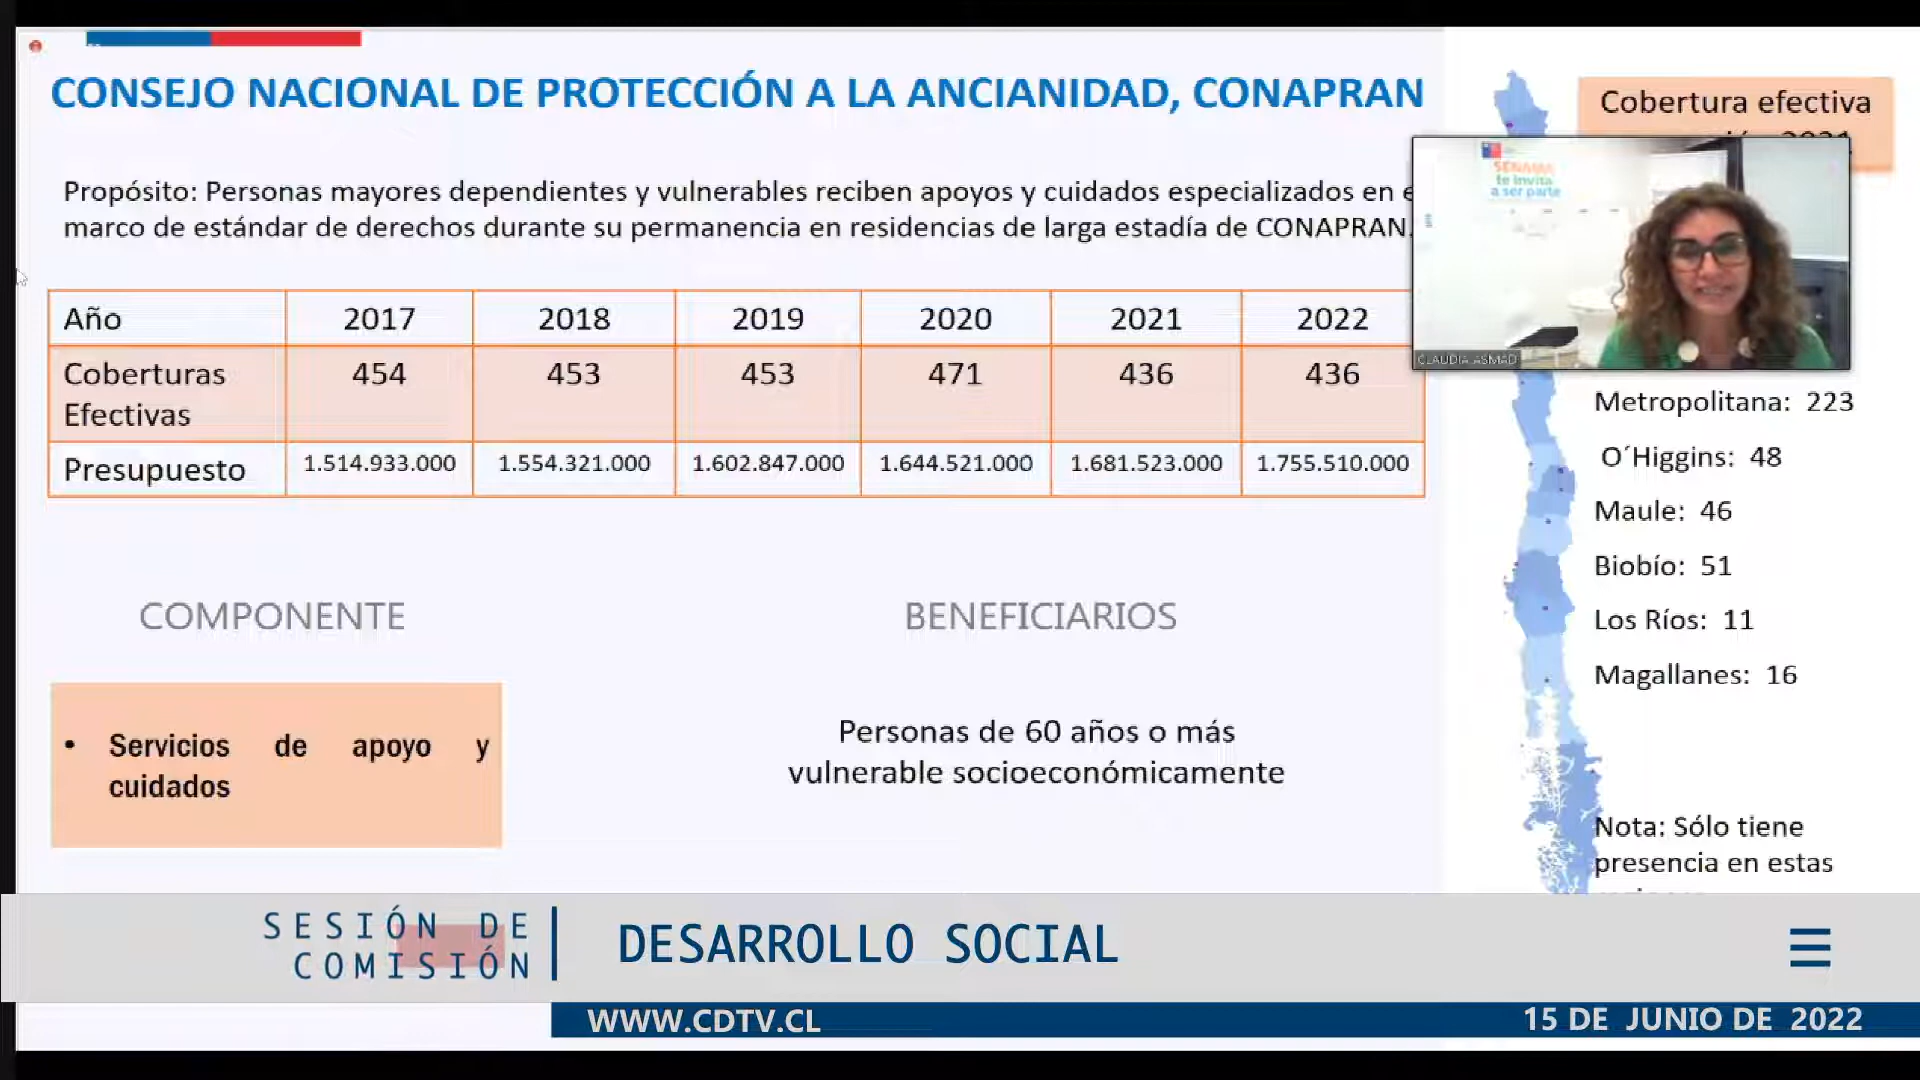 CONSEJO NACIONAL DE PROTECCIÓN A LA ANCIANIDAD, CONAPRAN
Propósito: Personas mayores dependientes y vulnerables reciben apoyos y cuidados especializados en e
marco de estándar de derechos durante su permanencia en residencias de larga estadía de CONAPRAN.
Año 2017 2018 2019 2020 2021 2022
Coberturas 454 453 453 471 436 436
Efectivas
Presupuesto 1.514.933.000 1.554.321.000 1.602.847.000 1.644.521.000 1.681.523.000 1.755.510.000
COMPONENTE
• Servicios de apoyo y
cuidados
BENEFICIARIOS
Personas de 60 años o más
vulnerable socioeconómicamente
Cobertura efectiva
2021
SENAMA
te invita
a ser parte
CLAUDIA ASMAD
Metropolitana: 223
O´Higgins: 48
Maule: 46
Biobío: 51
Los Ríos: 11
Magallanes: 16
Nota: Sólo tiene
presencia en estas
SESIÓN DE
COMISIÓN
DESARROLLO SOCIAL
WWW.CDTV.CL
15 DE JUNIO DE 2022